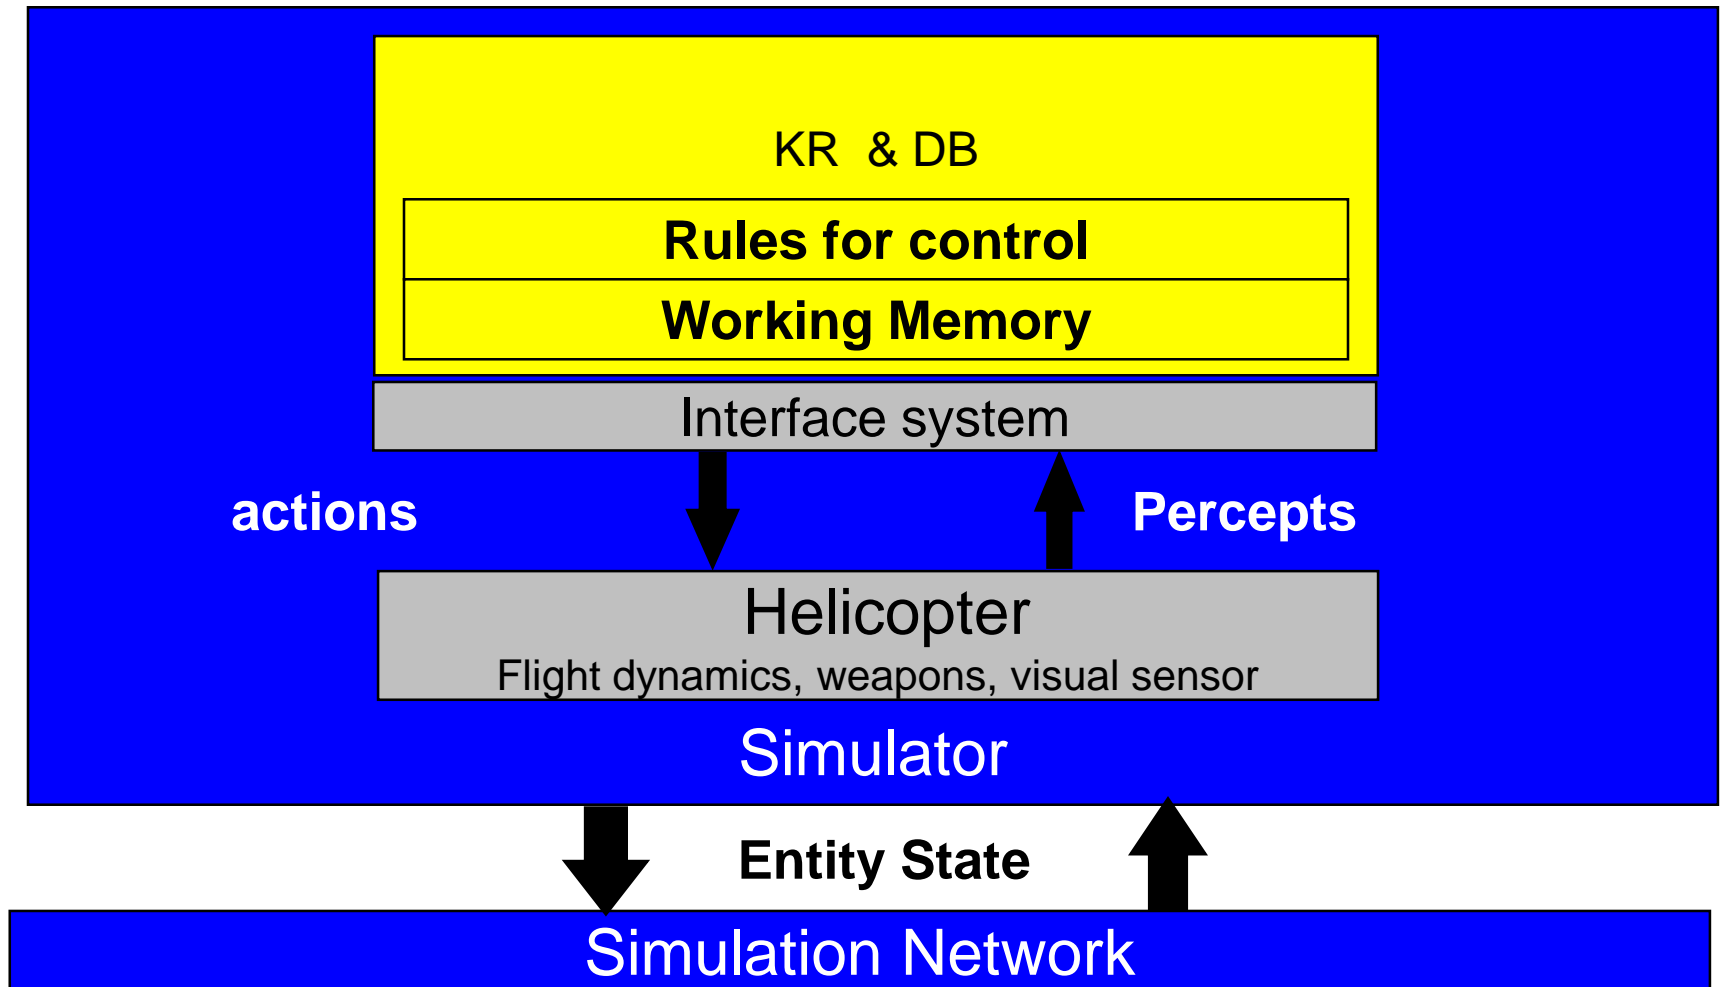 KR & DB
Rules for control
Working Memory
Interface system
actions
Percepts
Helicopter
Flight dynamics, weapons, visual sensor
Simulator
Entity State
Simulation Network